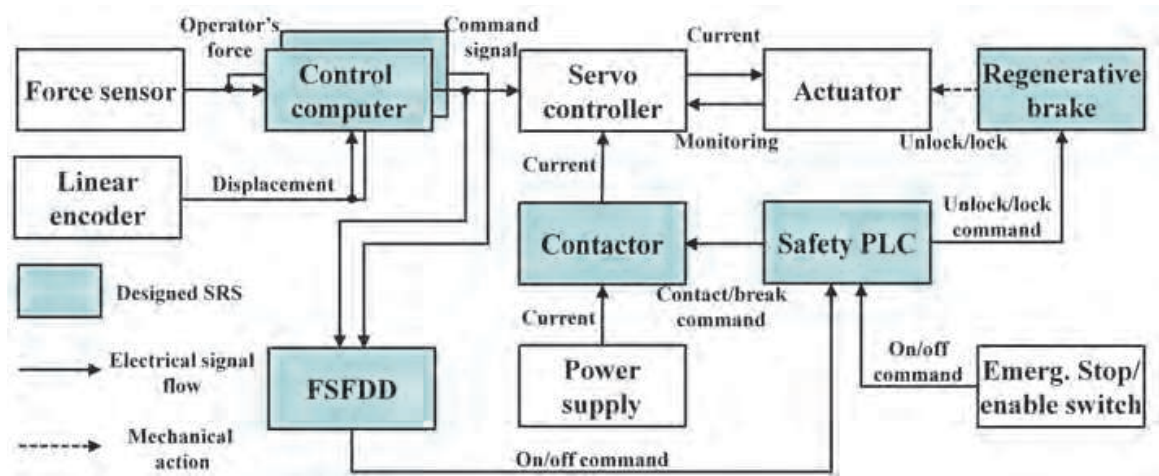 Operator's
force
Command
signal
Current
Force sensor
Control
computer
Servo
controller
Actuator
Regenerative
brake
Monitoring
Unlock/lock
Linear
encoder
Displacement
Current
Unlock/lock
command
Contactor
Safety PLC
Designed SRS
Contact/break
command
Current
Electrical signal
flow
FSFDD
Power
supply
On/off
command
Emerg. Stop/
enable switch
Mechanical
action
On/off command